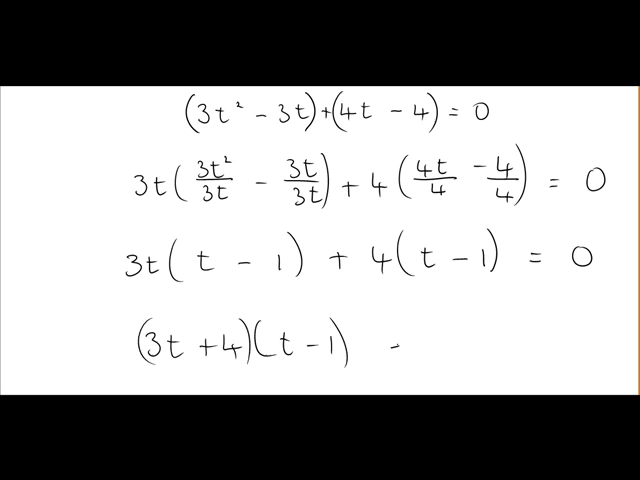 (3t² - 3t)+(4t - 4) = 0
3t(3t²/3t - 3t/3t) + 4(4t/4 - 4/4) = 0
3t(t - 1) + 4(t - 1) = 0
(3t + 4)(t - 1) -